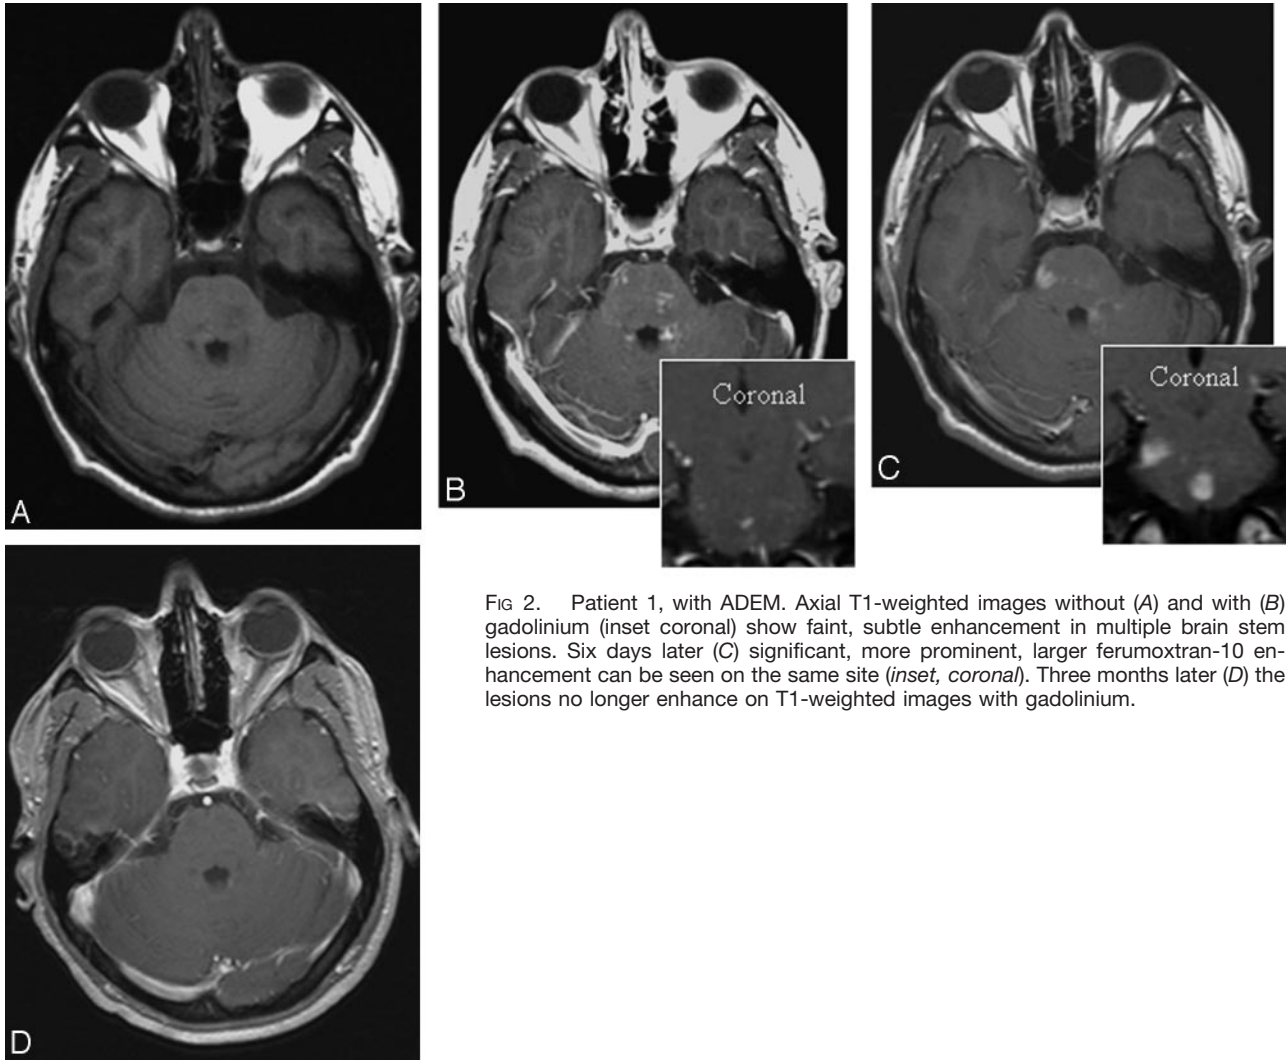 A
B
Coronal
C
Coronal
D
FIG 2. Patient 1, with ADEM. Axial T1-weighted images without (A) and with (B)
gadolinium (inset coronal) show faint, subtle enhancement in multiple brain stem
lesions. Six days later (C) significant, more prominent, larger ferumoxtran-10 en-
hancement can be seen on the same site (inset, coronal). Three months later (D) the
lesions no longer enhance on T1-weighted images with gadolinium.